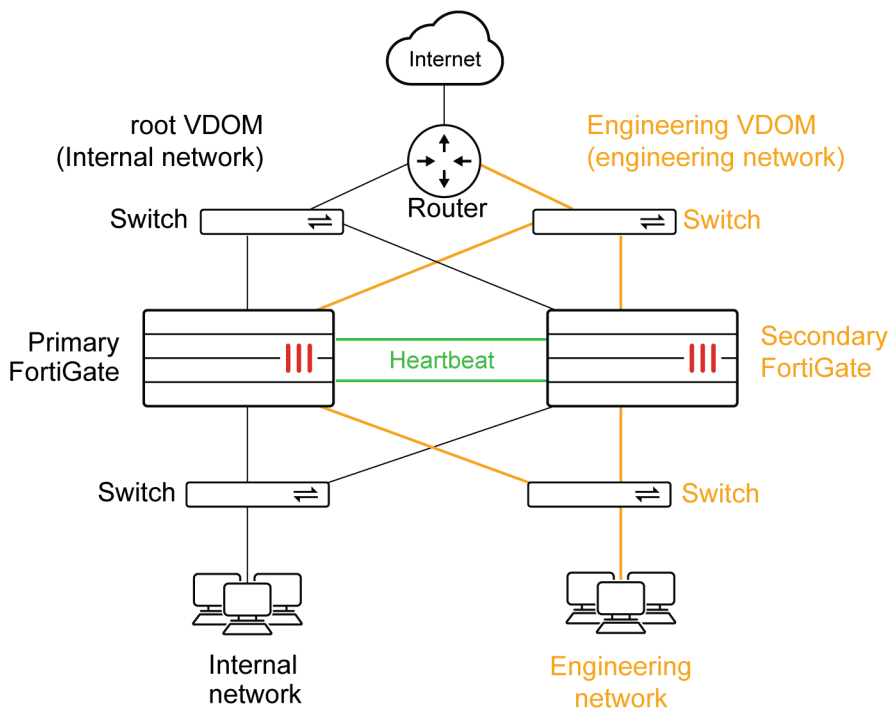 Internet
root VDOM
(Internal network)
Engineering VDOM
(engineering network)
Router
Switch
Switch
Primary
FortiGate
Heartbeat
Secondary
FortiGate
Switch
Switch
Internal
network
Engineering
network